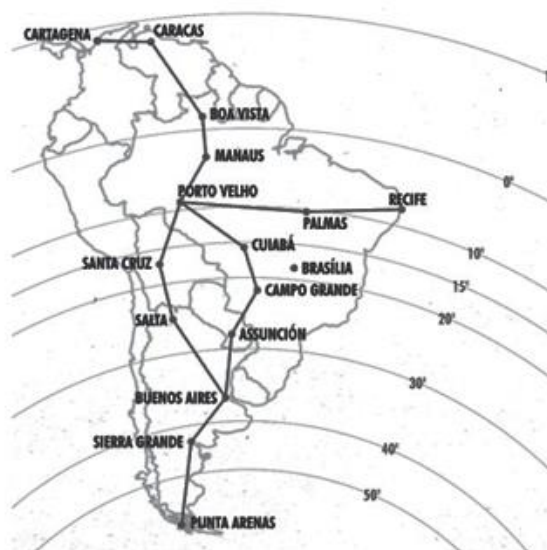 CARTAGENA
CARACAS
BOA VISTA
MANAUS
0°
PORTO VELHO
RECIFE
PALMAS
10°
CUIABÁ
SANTA CRUZ
BRASÍLIA
15°
CAMPO GRANDE
20°
SALTA
ASSUNCIÓN
30°
BUENOS AIRES
SIERRA GRANDE
40°
50°
PUNTA ARENAS